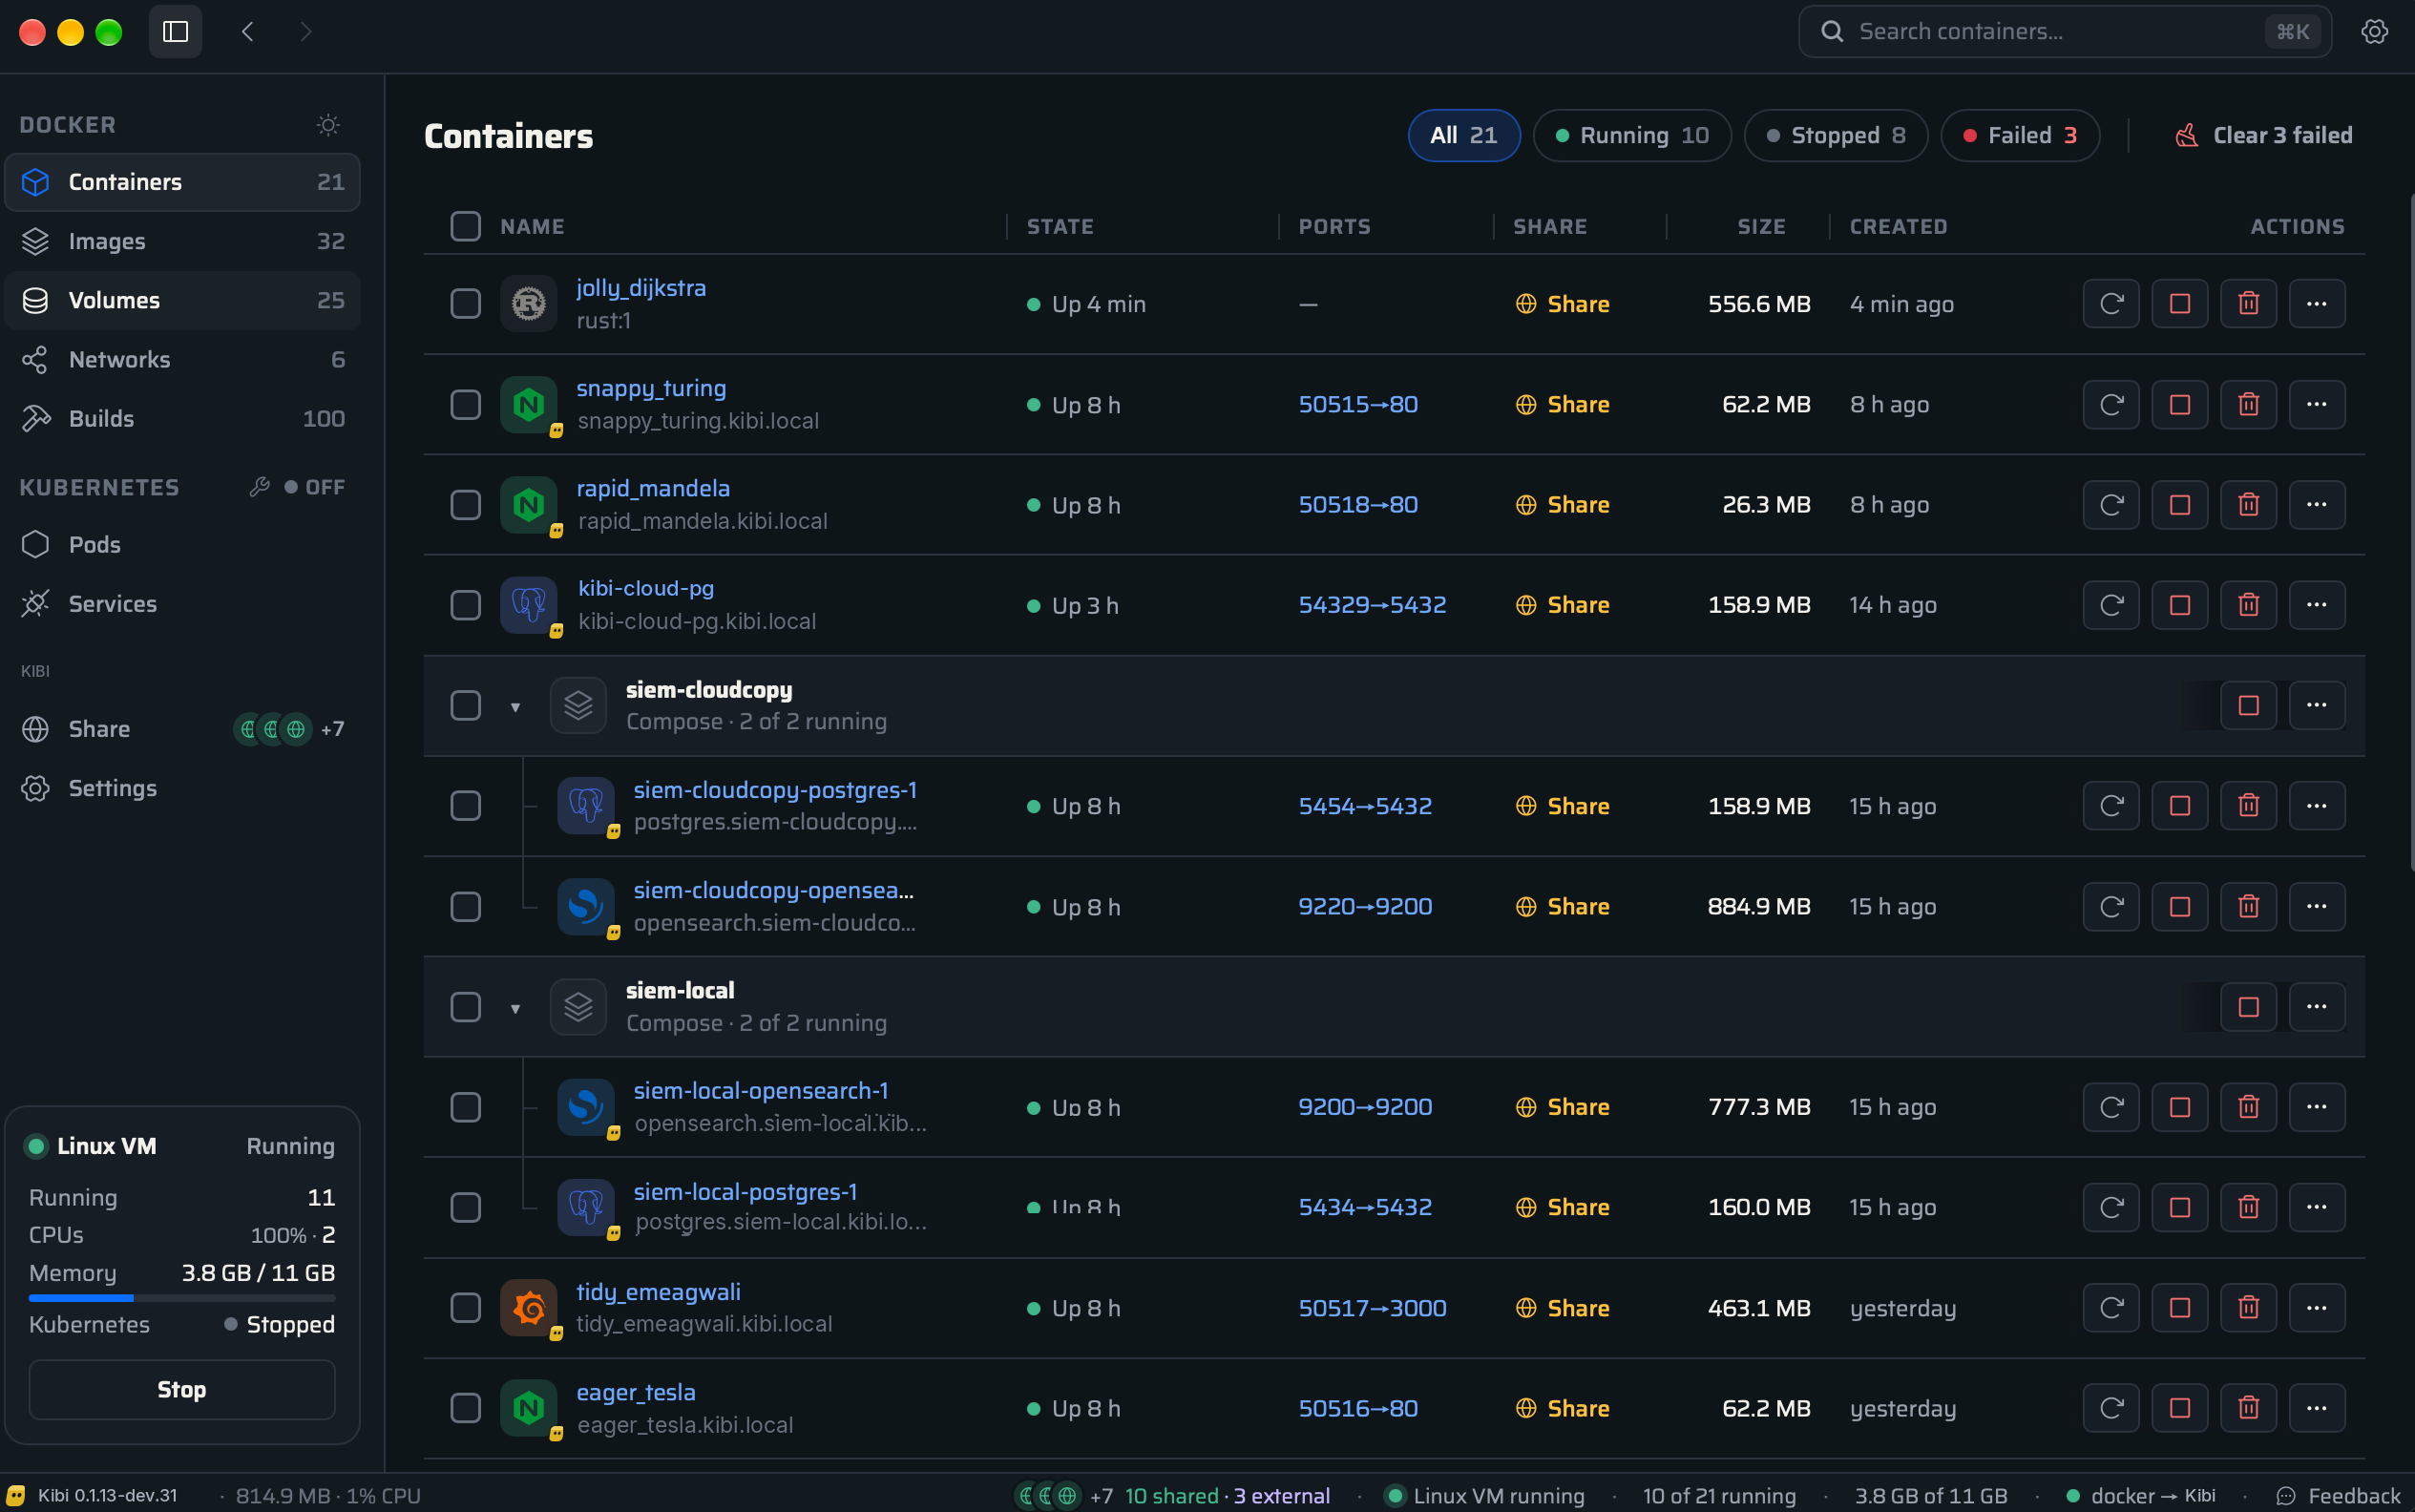 Search containers... ⌘K
DOCKER
Containers 21
Images 32
Volumes 25
Networks 6
Builds 100
KUBERNETES OFF
Pods
Services
KIBI
Share +7
Settings
Linux VM Running
Running 11
CPUs 100% · 2
Memory 3.8 GB / 11 GB
Kubernetes Stopped
Stop
Containers
All 21 Running 10 Stopped 8 Failed 3 Clear 3 failed
NAME STATE PORTS SHARE SIZE CREATED ACTIONS
jolly_dijkstra
rust:1
Up 4 min — Share 556.6 MB 4 min ago
snappy_turing
snappy_turing.kibi.local
Up 8 h 50515→80 Share 62.2 MB 8 h ago
rapid_mandela
rapid_mandela.kibi.local
Up 8 h 50518→80 Share 26.3 MB 8 h ago
kibi-cloud-pg
kibi-cloud-pg.kibi.local
Up 3 h 54329→5432 Share 158.9 MB 14 h ago
siem-cloudcopy
Compose · 2 of 2 running
siem-cloudcopy-postgres-1
postgres.siem-cloudcopy....
Up 8 h 5454→5432 Share 158.9 MB 15 h ago
siem-cloudcopy-opensea...
opensearch.siem-cloudco...
Up 8 h 9220→9200 Share 884.9 MB 15 h ago
siem-local
Compose · 2 of 2 running
siem-local-opensearch-1
opensearch.siem-local.kib...
Up 8 h 9200→9200 Share 777.3 MB 15 h ago
siem-local-postgres-1
postgres.siem-local.kibi.lo...
Up 8 h 5434→5432 Share 160.0 MB 15 h ago
tidy_emeagwali
tidy_emeagwali.kibi.local
Up 8 h 50517→3000 Share 463.1 MB yesterday
eager_tesla
eager_tesla.kibi.local
Up 8 h 50516→80 Share 62.2 MB yesterday
Kibi 0.1.13-dev.31 · 814.9 MB · 1% CPU +7 10 shared · 3 external · Linux VM running · 10 of 21 running · 3.8 GB of 11 GB · docker → Kibi · Feedback